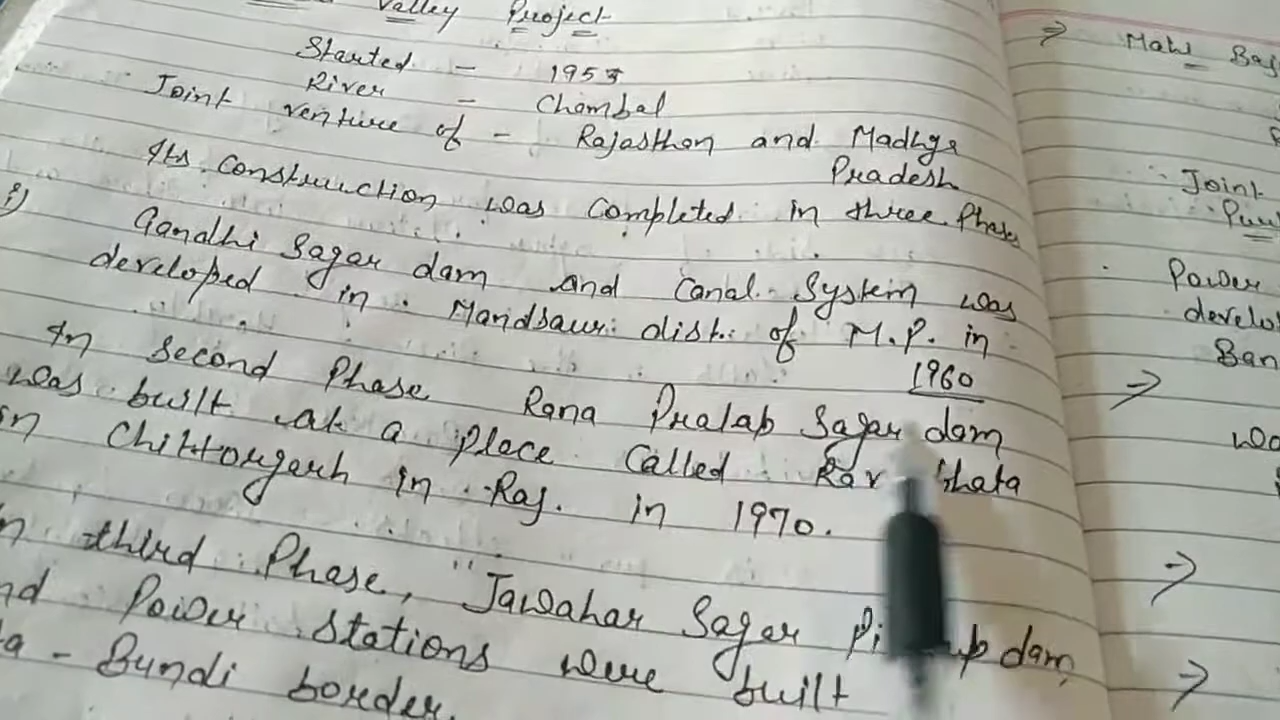 Valley Project
Started - 1953
River - Chambal
Joint venture of - Rajasthan and Madhya
Pradesh
Its construction was completed in three Phases
i) Gandhi Sagar dam and canal System was
developed in Mandsaur dist. of M.P. in
1960
In second Phase Rana Pratap Sagar dam
was built at a place called
in Chittorgarh in Raj. in 1970.
third Phase, "Jawahar Sagar dam
Power Stations were built
- Bundi border.
⇒ Mahi
Joint
Power
⇒
⇒
⇒